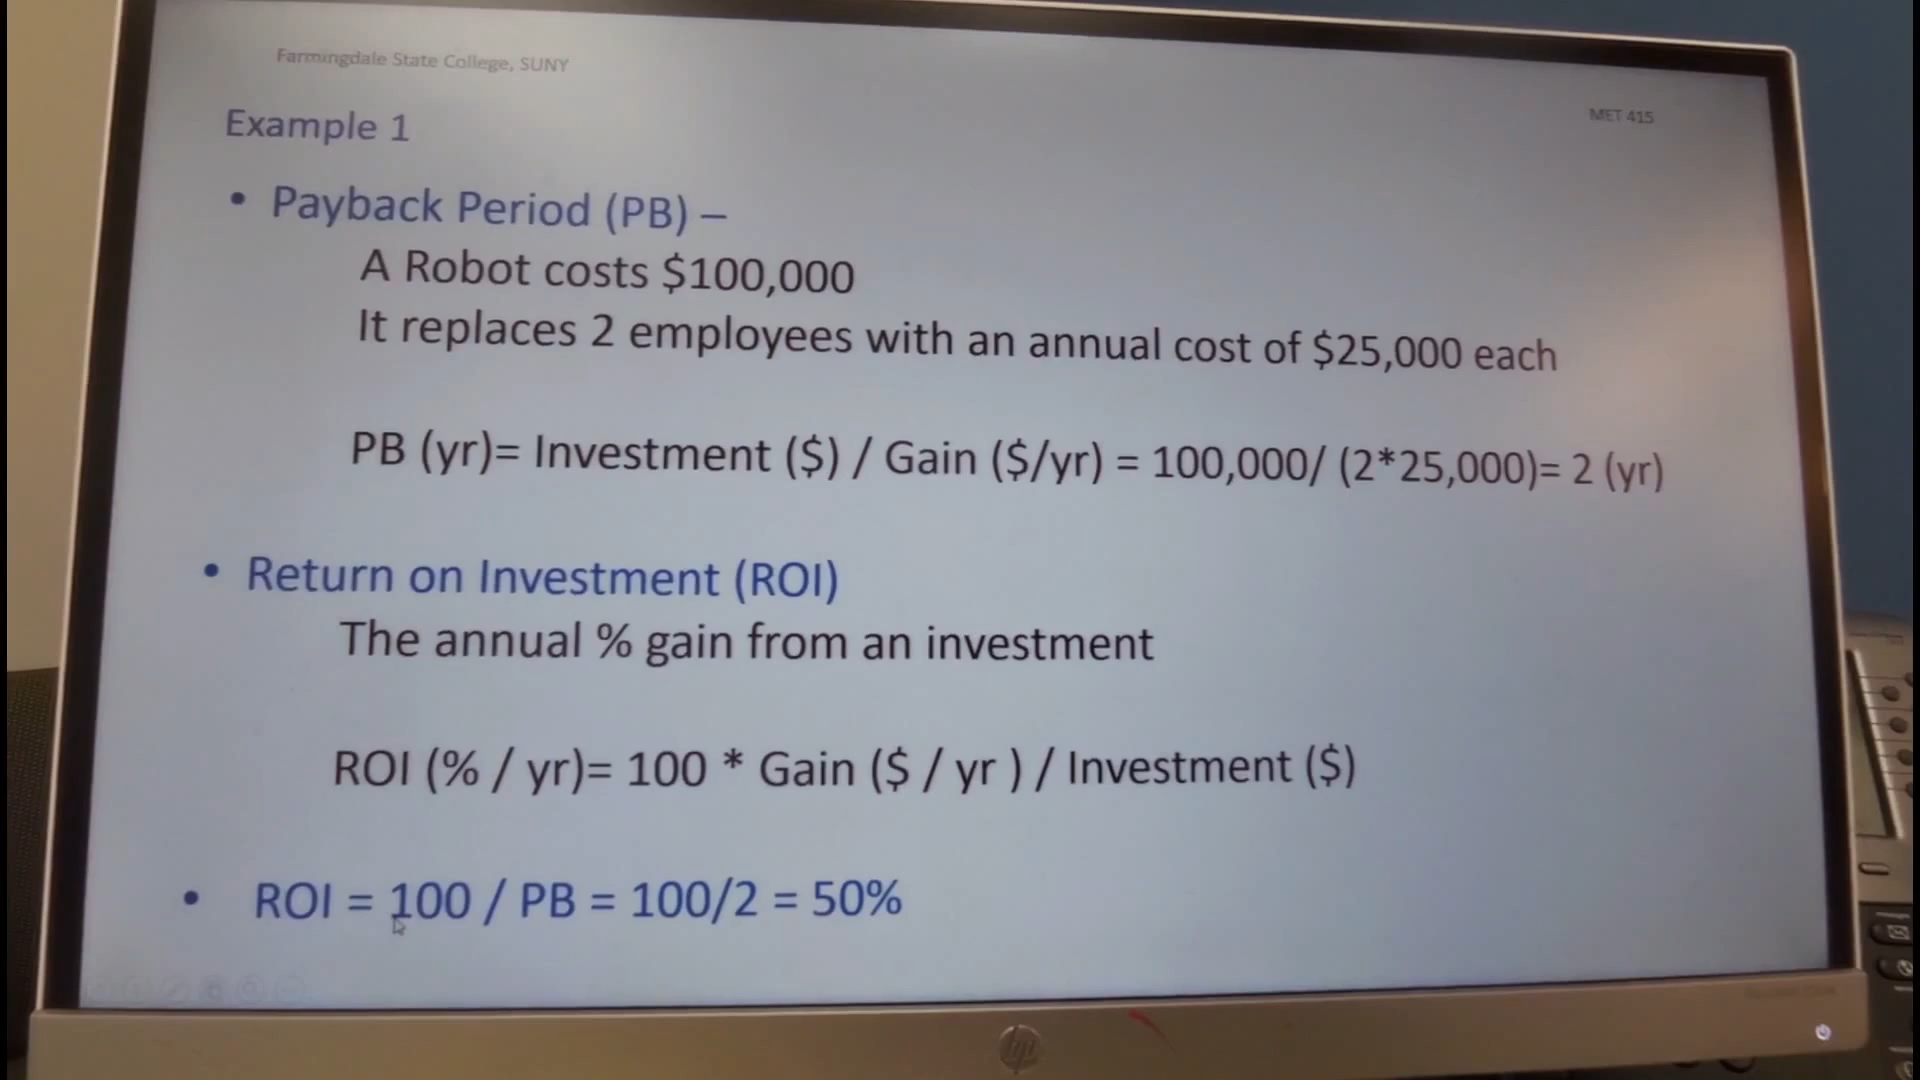 Farmingdale State College, SUNY
MET 415
Example 1
• Payback Period (PB) –
A Robot costs $100,000
It replaces 2 employees with an annual cost of $25,000 each
PB (yr)= Investment ($) / Gain ($/yr) = 100,000/ (2*25,000)= 2 (yr)
• Return on Investment (ROI)
The annual % gain from an investment
ROI (% / yr)= 100 * Gain ($ / yr ) / Investment ($)
• ROI = 100 / PB = 100/2 = 50%
hp